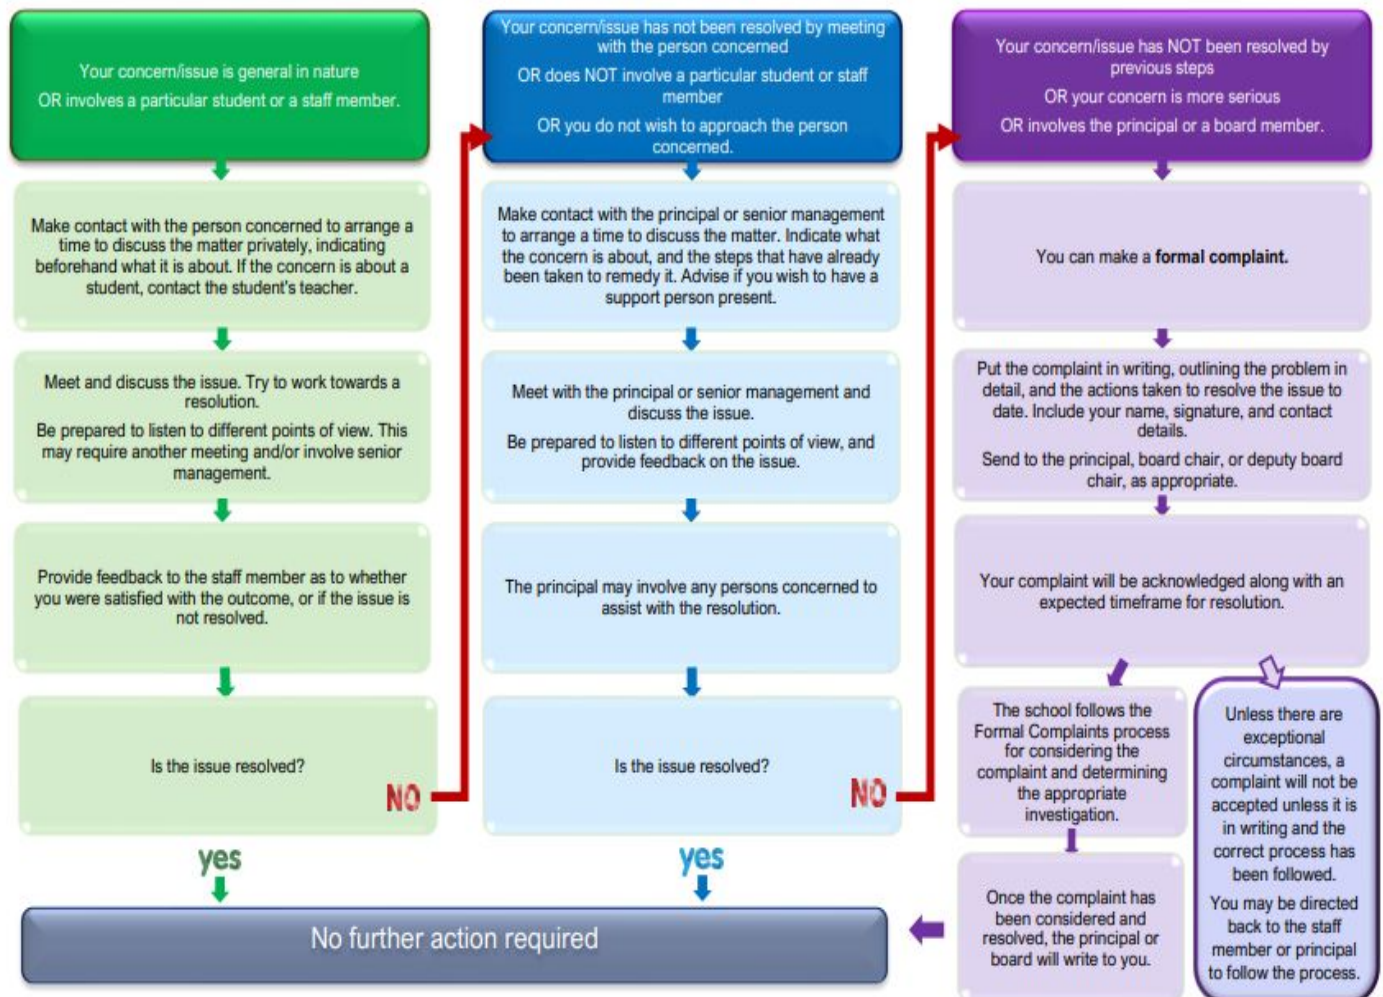 Your concern/issue is general in nature
OR involves a particular student or a staff member.
Make contact with the person concerned to arrange a
time to discuss the matter privately, indicating
beforehand what it is about. If the concern is about a
student, contact the student's teacher.
Meet and discuss the issue. Try to work towards a
resolution.
Be prepared to listen to different points of view. This
may require another meeting and/or involve senior
management.
Provide feedback to the staff member as to whether
you were satisfied with the outcome, or if the issue is
not resolved.
Is the issue resolved?
NO
yes
Your concern/issue has not been resolved by meeting
with the person concerned
OR does NOT involve a particular student or staff
member
OR you do not wish to approach the person
concerned.
Make contact with the principal or senior management
to arrange a time to discuss the matter. Indicate what
the concern is about, and the steps that have already
been taken to remedy it. Advise if you wish to have a
support person present.
Meet with the principal or senior management and
discuss the issue.
Be prepared to listen to different points of view, and
provide feedback on the issue.
The principal may involve any persons concerned to
assist with the resolution.
Is the issue resolved?
NO
yes
No further action required
Your concern/issue has NOT been resolved by
previous steps
OR your concern is more serious
OR involves the principal or a board member.
You can make a formal complaint.
Put the complaint in writing, outlining the problem in
detail, and the actions taken to resolve the issue to
date. Include your name, signature, and contact
details.
Send to the principal, board chair, or deputy board
chair, as appropriate.
Your complaint will be acknowledged along with an
expected timeframe for resolution.
The school follows the
Formal Complaints process
for considering the
complaint and determining
the appropriate
investigation.
Once the complaint has
been considered and
resolved, the principal or
board will write to you.
Unless there are
exceptional
circumstances, a
complaint will not be
accepted unless it is
in writing and the
correct process has
been followed.
You may be directed
back to the staff
member or principal
to follow the process.